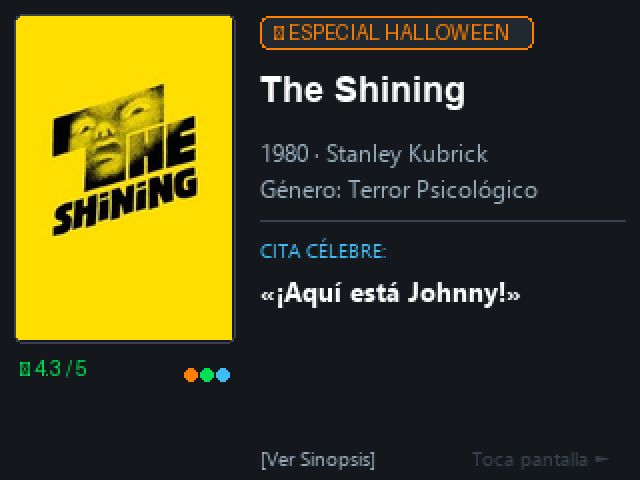 ESPECIAL HALLOWEEN
The Shining
1980 · Stanley Kubrick
Género: Terror Psicológico
CITA CÉLEBRE:
«¡Aquí está Johnny!»
THE
SHiNiNG
4.3 / 5
[Ver Sinopsis]
Toca pantalla ►